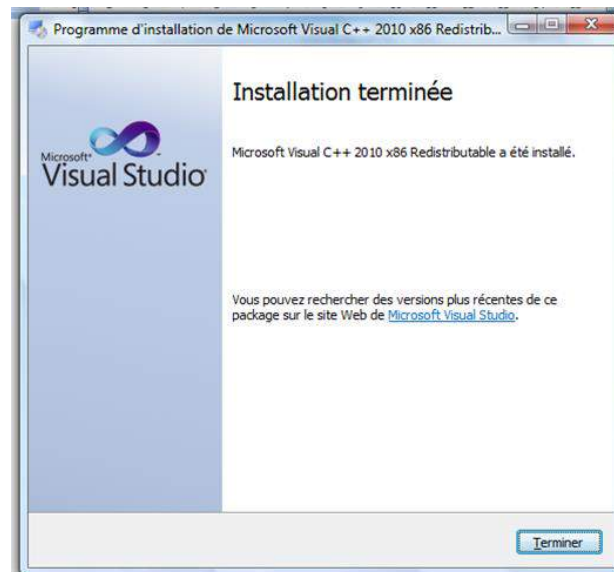 Programme d'installation de Microsoft Visual C++ 2010 x86 Redistrib...
Installation terminée
Microsoft®
Visual Studio®
Microsoft Visual C++ 2010 x86 Redistributable a été installé.
Vous pouvez rechercher des versions plus récentes de ce
package sur le site Web de Microsoft Visual Studio.
Terminer